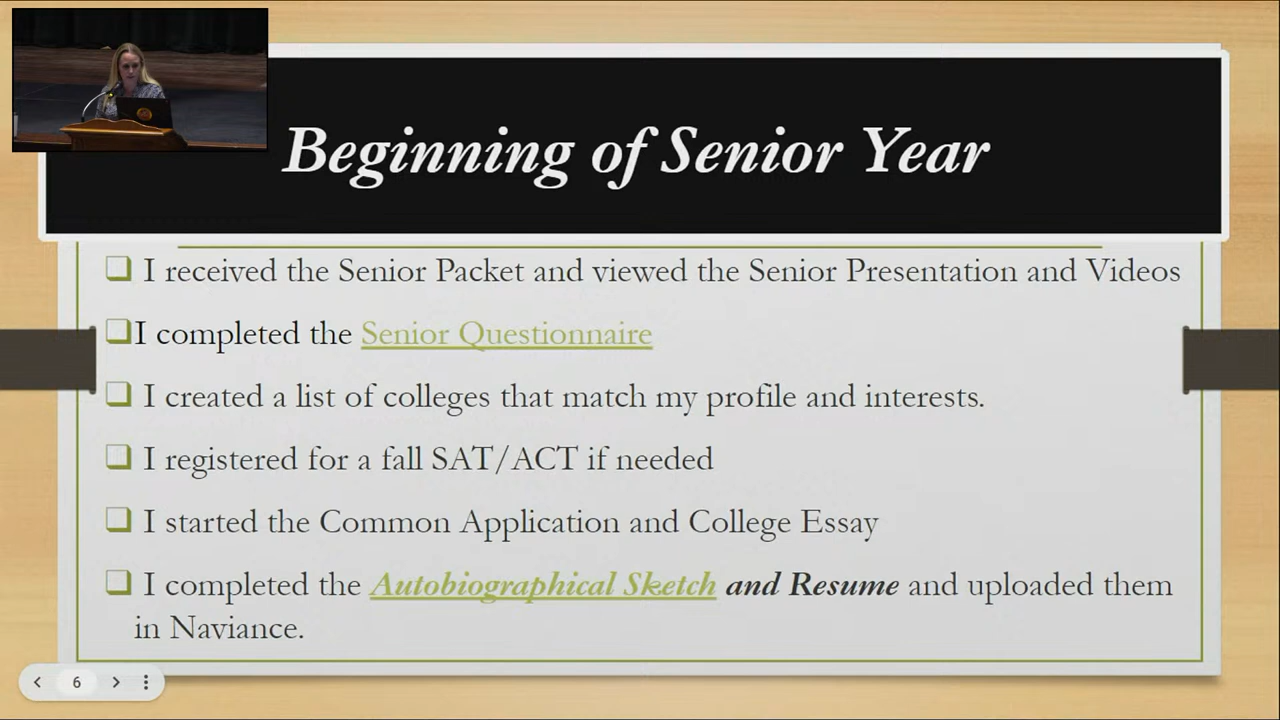 Beginning of Senior Year
I received the Senior Packet and viewed the Senior Presentation and Videos
I completed the Senior Questionnaire
I created a list of colleges that match my profile and interests.
I registered for a fall SAT/ACT if needed
I started the Common Application and College Essay
I completed the Autobiographical Sketch and Resume and uploaded them
in Naviance.
6